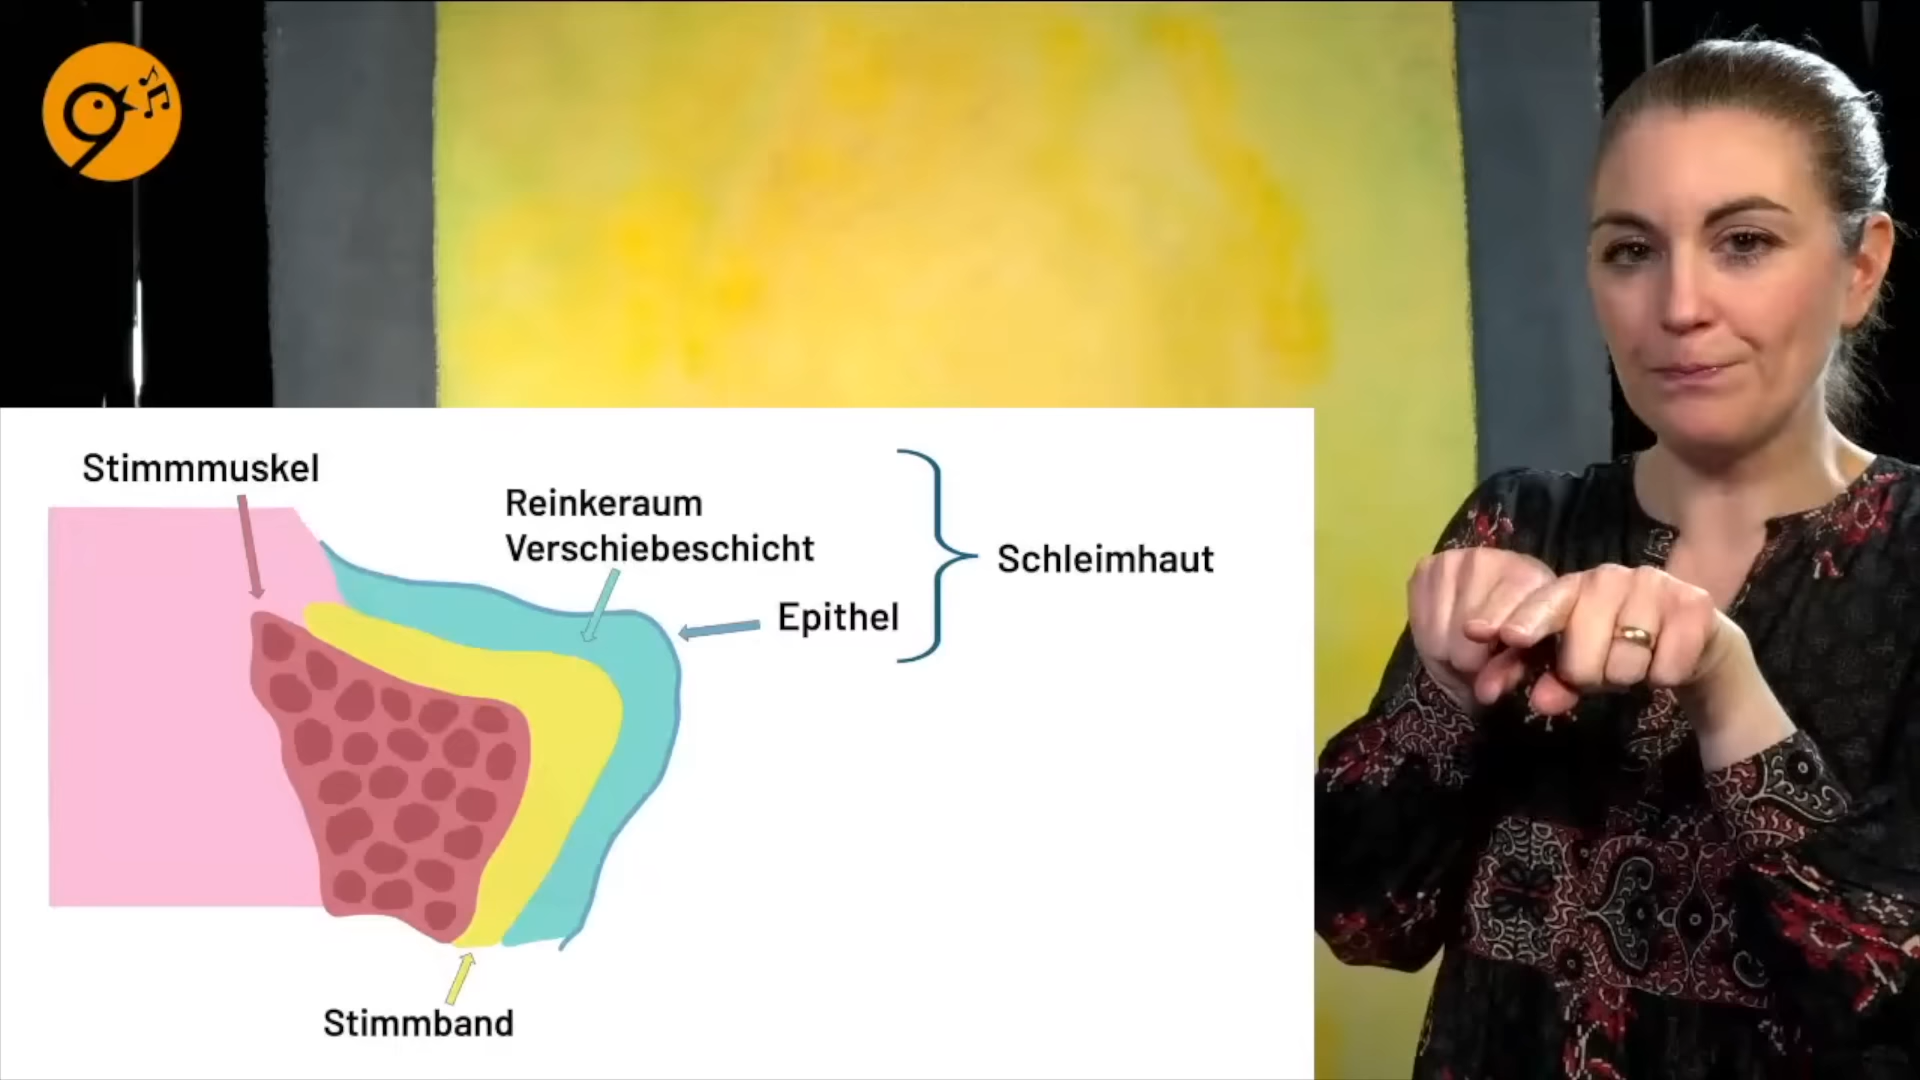 Stimmmuskel
Reinkeraum
Verschiebeschicht
Epithel
Schleimhaut
Stimmband